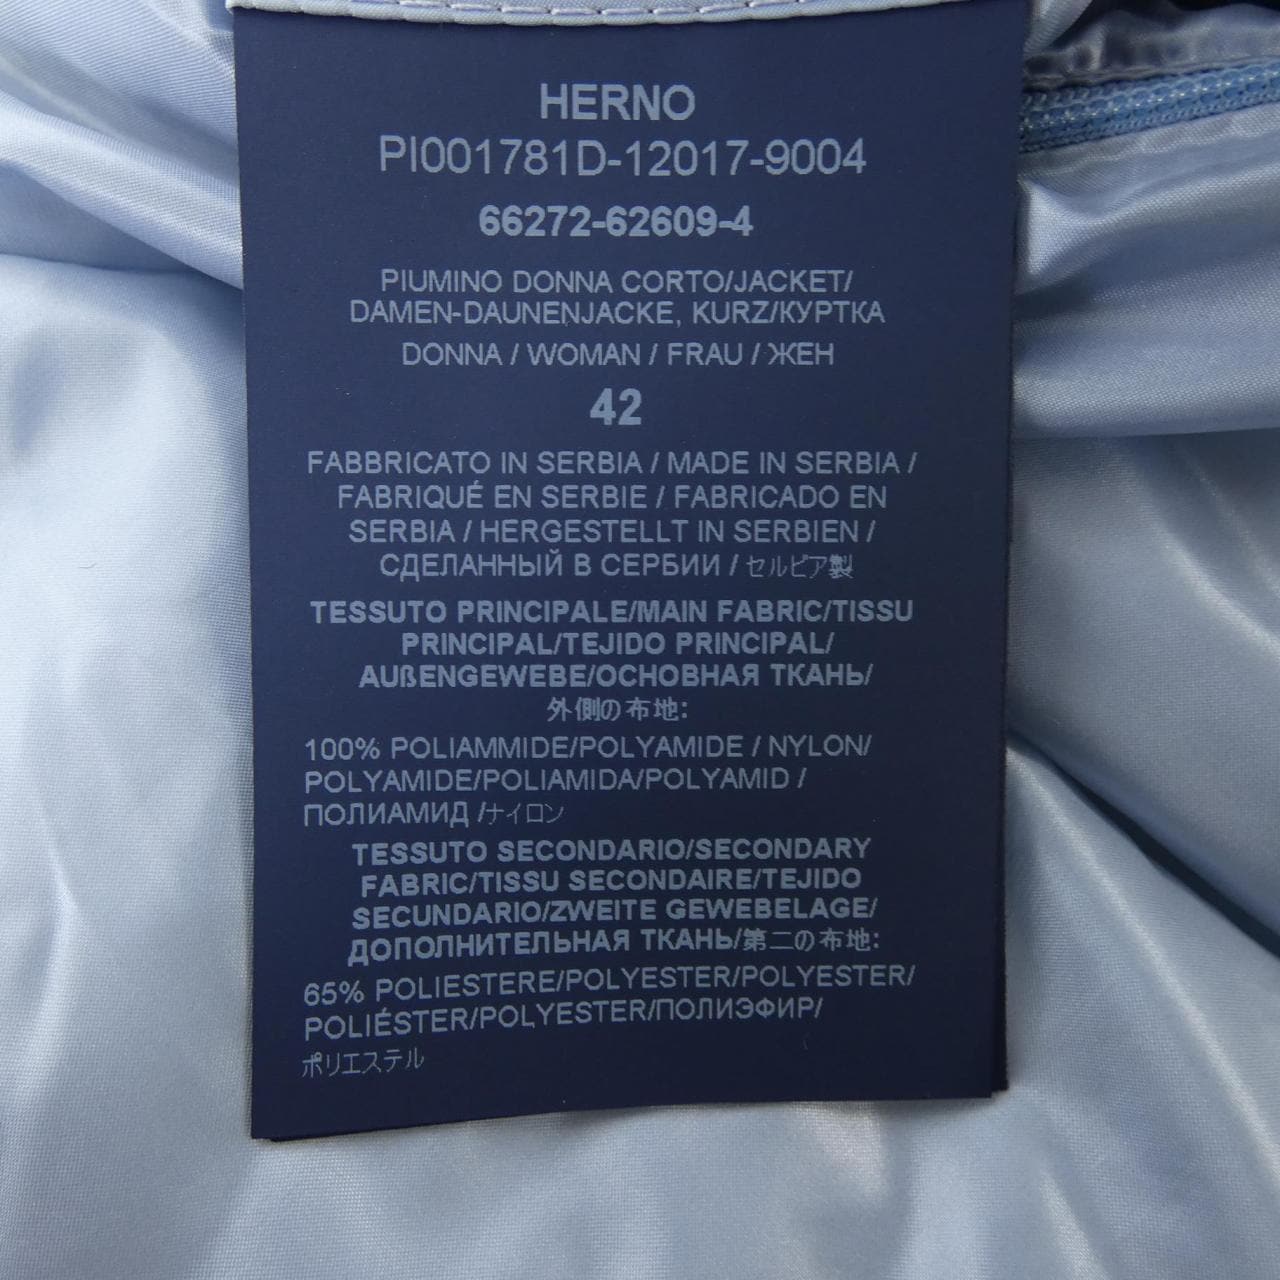 HERNO
PI001781D-12017-9004
66272-62609-4
PIUMINO DONNA CORTO/JACKET/
DAMEN-DAUNENJACKE, KURZ/КУРТКА
DONNA / WOMAN / FRAU / ЖЕН
42
FABBRICATO IN SERBIA / MADE IN SERBIA /
FABRIQUÉ EN SERBIE / FABRICADO EN
SERBIA / HERGESTELLT IN SERBIEN /
СДЕЛАННЫЙ В СЕРБИИ / セルビア製
TESSUTO PRINCIPALE/MAIN FABRIC/TISSU
PRINCIPAL/TEJIDO PRINCIPAL/
AUßENGEWEBE/ОСНОВНАЯ ТКАНЬ/
外側の布地:
100% POLIAMMIDE/POLYAMIDE / NYLON/
POLYAMIDE/POLIAMIDA/POLYAMID /
ПОЛИАМИД /ナイロン
TESSUTO SECONDARIO/SECONDARY
FABRIC/TISSU SECONDAIRE/TEJIDO
SECUNDARIO/ZWEITE GEWEBELAGE/
ДОПОЛНИТЕЛЬНАЯ ТКАНЬ/第二の布地:
65% POLIESTERE/POLYESTER/POLYESTER/
POLIÉSTER/POLYESTER/ПОЛИЭФИР/
ポリエステル